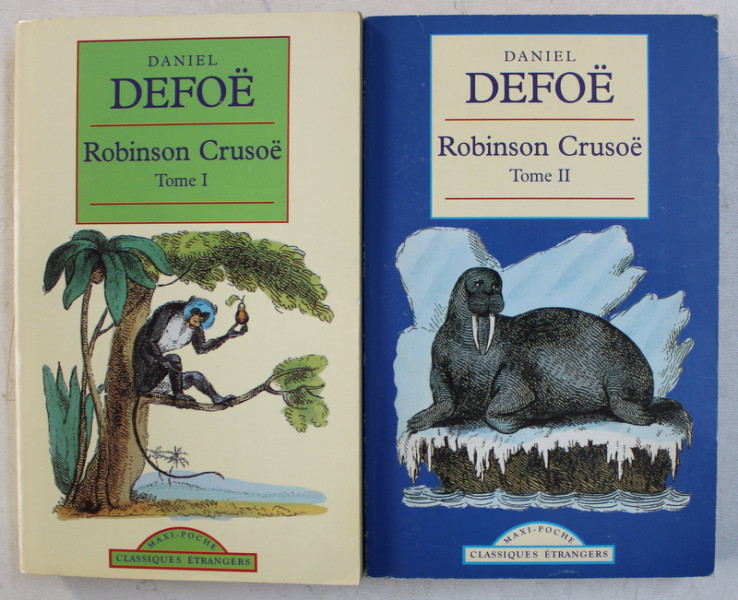 DANIEL
DEFOË
Robinson Crusoë
Tome I
MAXI-POCHE
CLASSIQUES ÉTRANGERS
DANIEL
DEFOË
Robinson Crusoë
Tome II
MAXI-POCHE
CLASSIQUES ÉTRANGERS